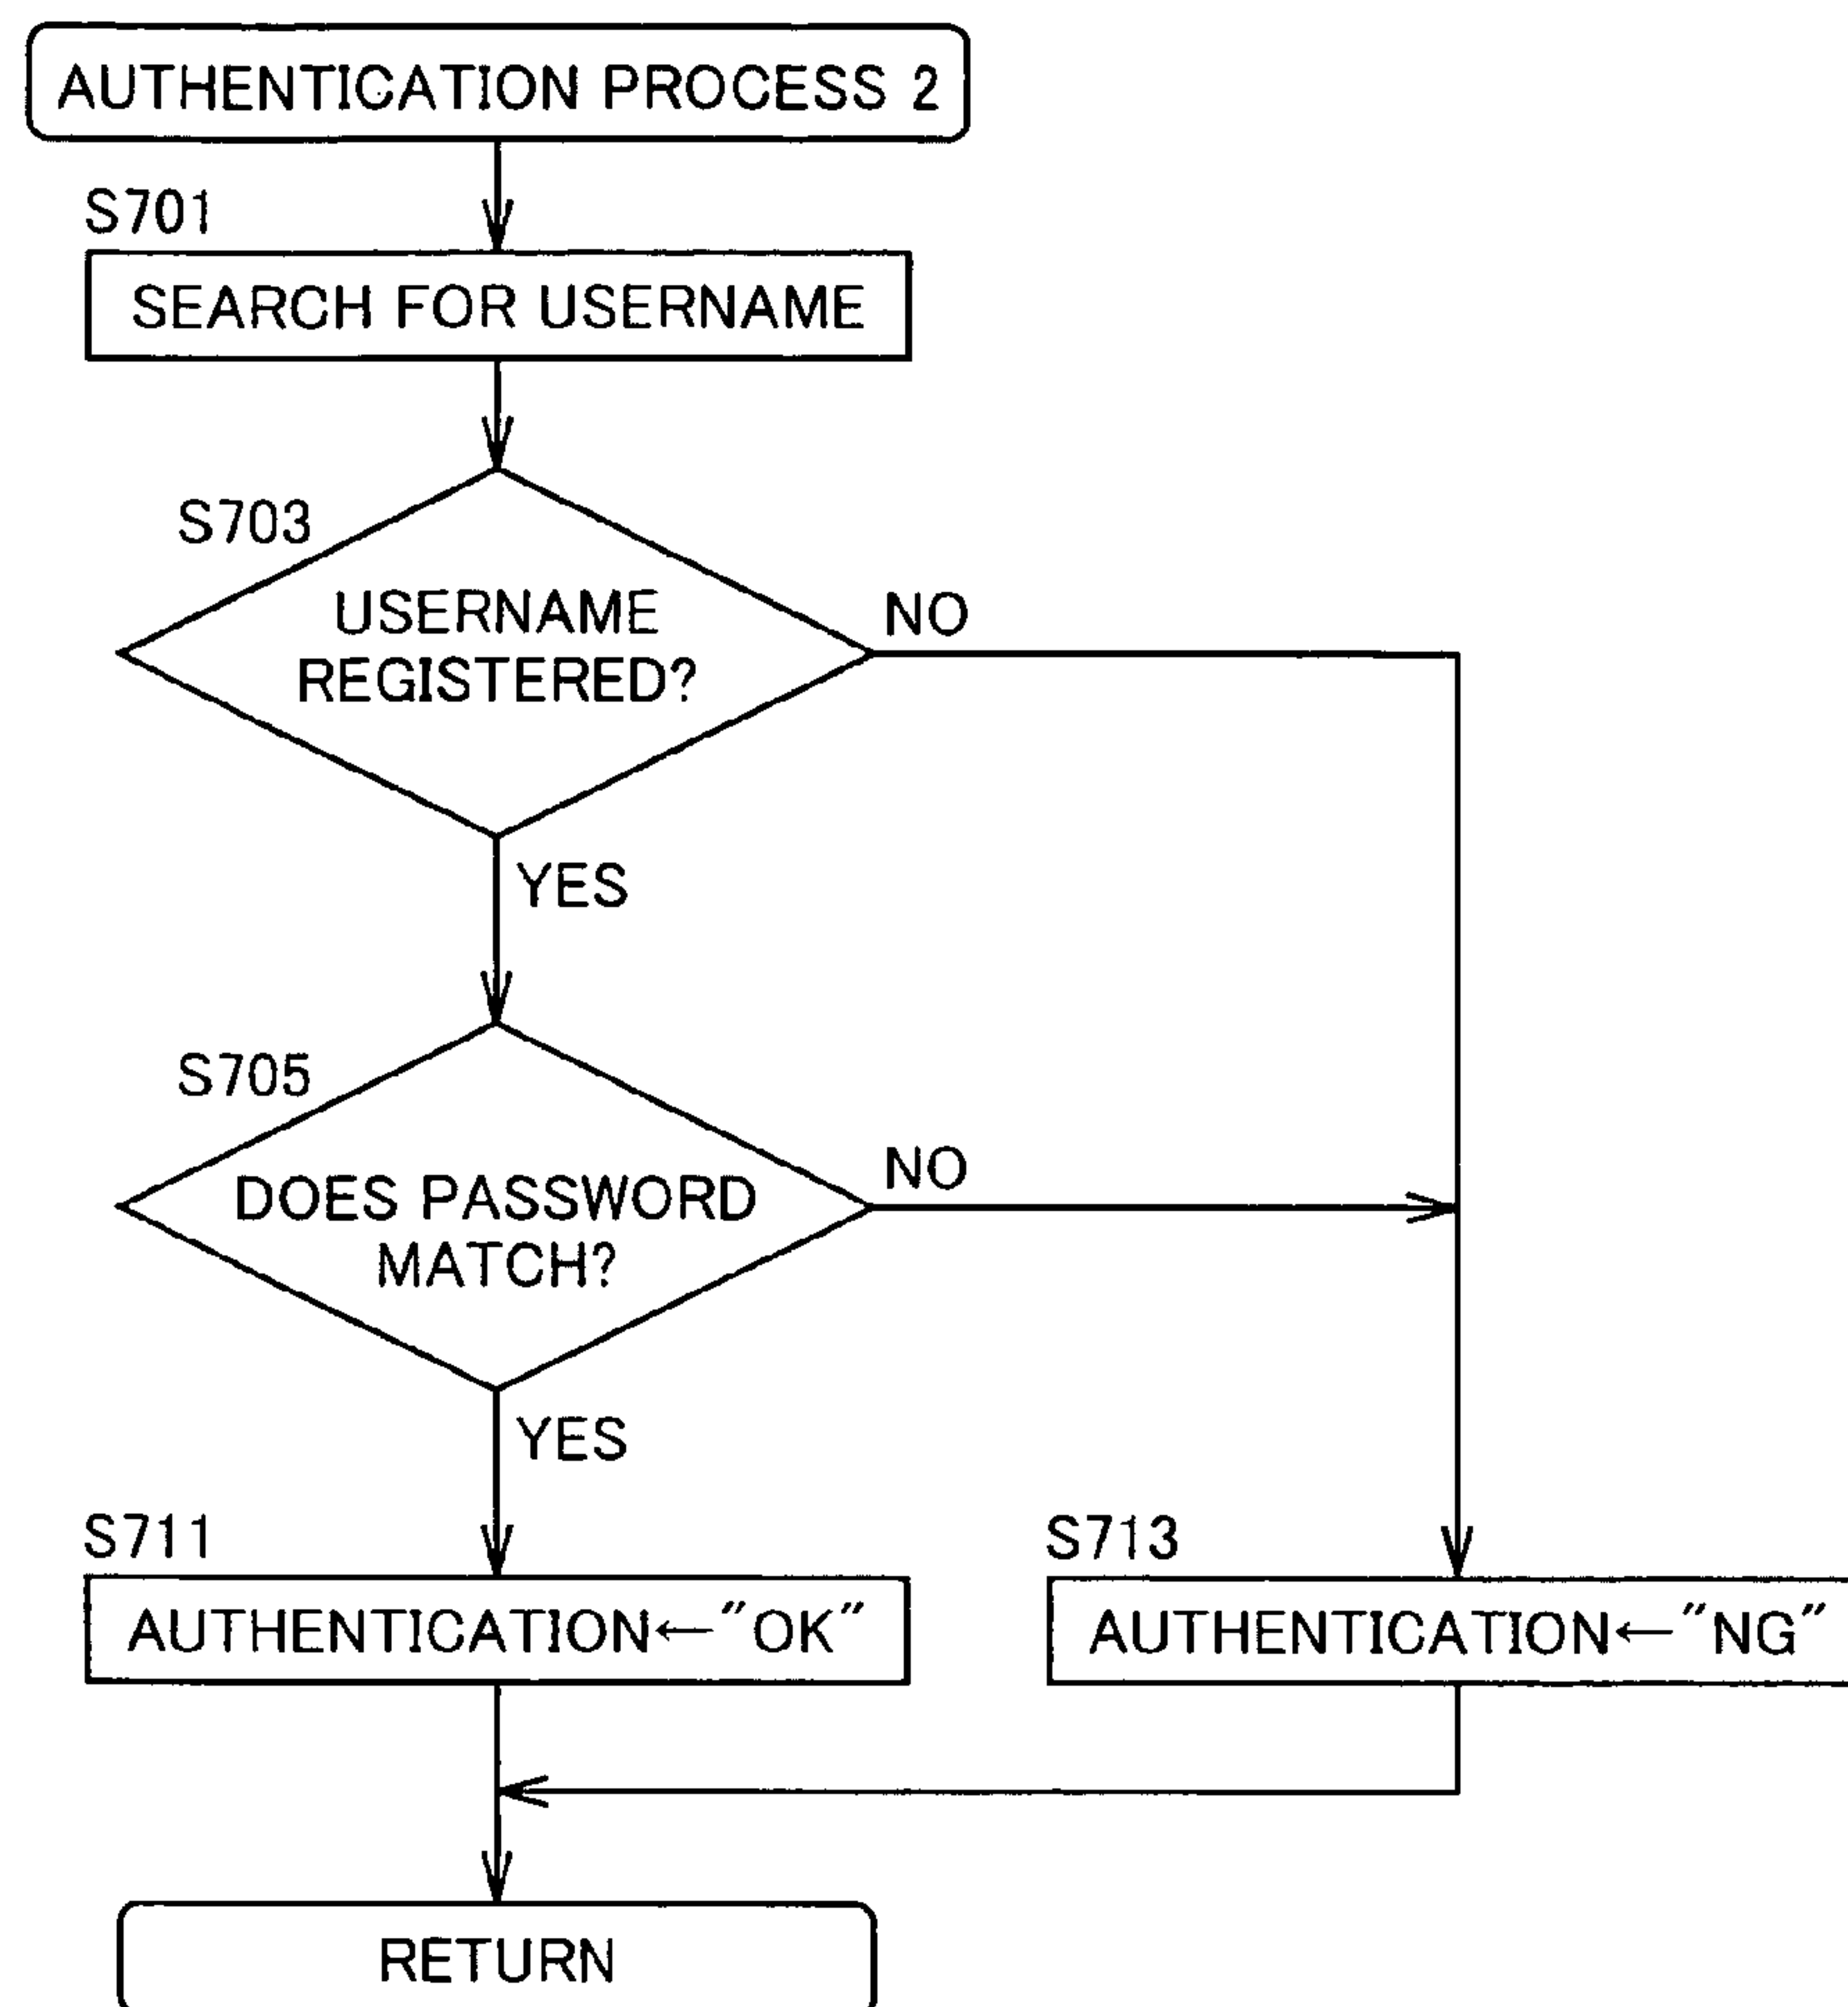 AUTHENTICATION PROCESS 2
S701
SEARCH FOR USERNAME
S703
USERNAME
REGISTERED?
NO
YES
S705
DOES PASSWORD
MATCH?
NO
YES
S711
AUTHENTICATION←"OK"
S713
AUTHENTICATION←"NG"
RETURN